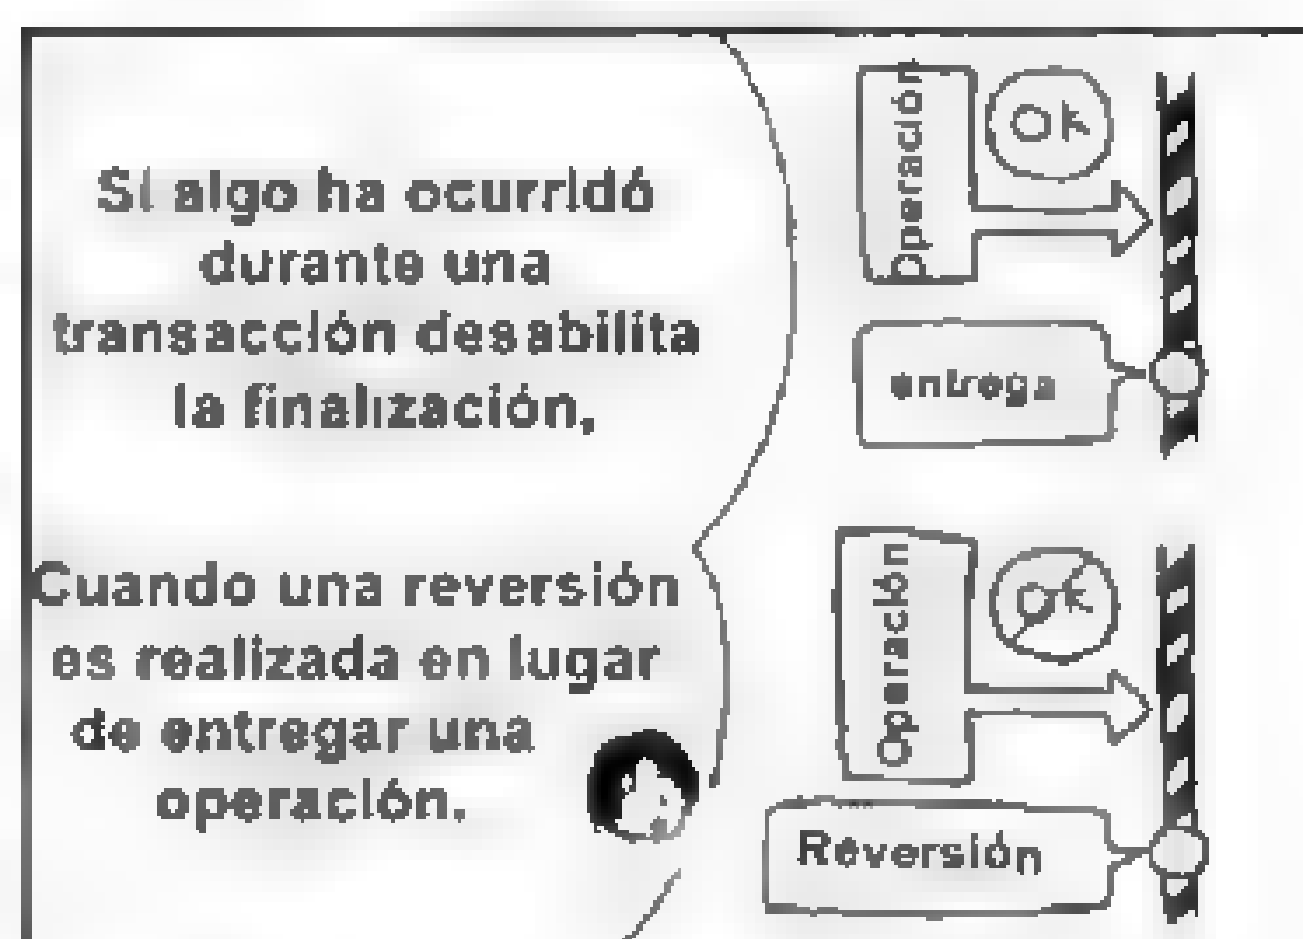 Si algo ha ocurridó
durante una
transacción desabilita
la finalización,
Cuando una reversión
es realizada en lugar
de entregar una
operación.
Operación
OK
entrega
Operación
OK
Reversión